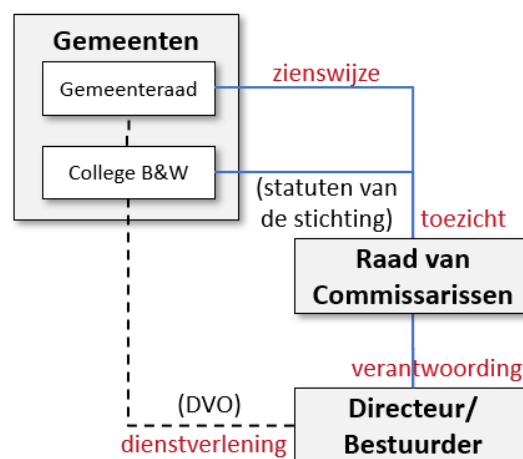 Gemeenten
Gemeenteraad
zienswijze
College B&W
(statuten van
de stichting)
toezicht
Raad van
Commissarissen
verantwoording
(DVO)
dienstverlening
Directeur/
Bestuurder